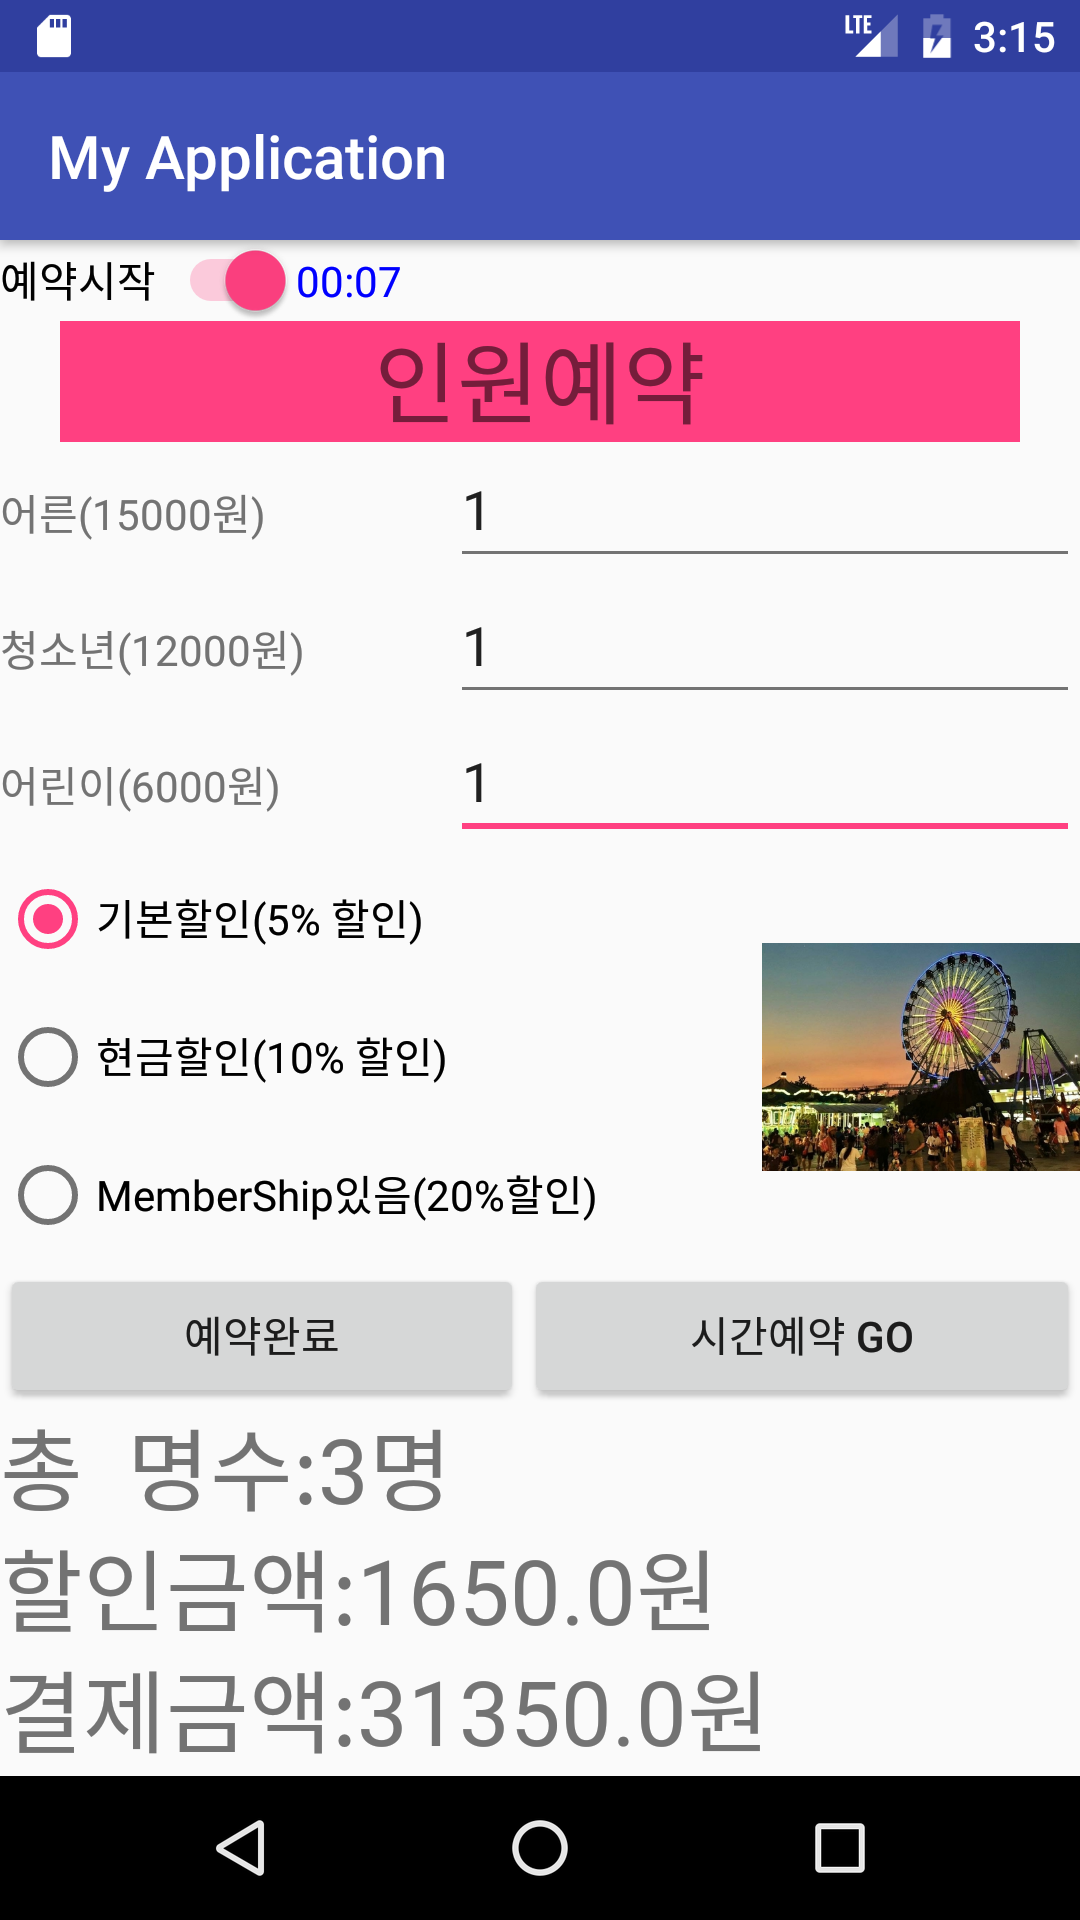 LTE 3:15
My Application
예약시작 00:07
인원예약
어른(15000원) 1
청소년(12000원) 1
어린이(6000원) 1
기본할인(5% 할인)
현금할인(10% 할인)
MemberShip있음(20%할인)
예약완료 시간예약 GO
총 명수:3명
할인금액:1650.0원
결제금액:31350.0원